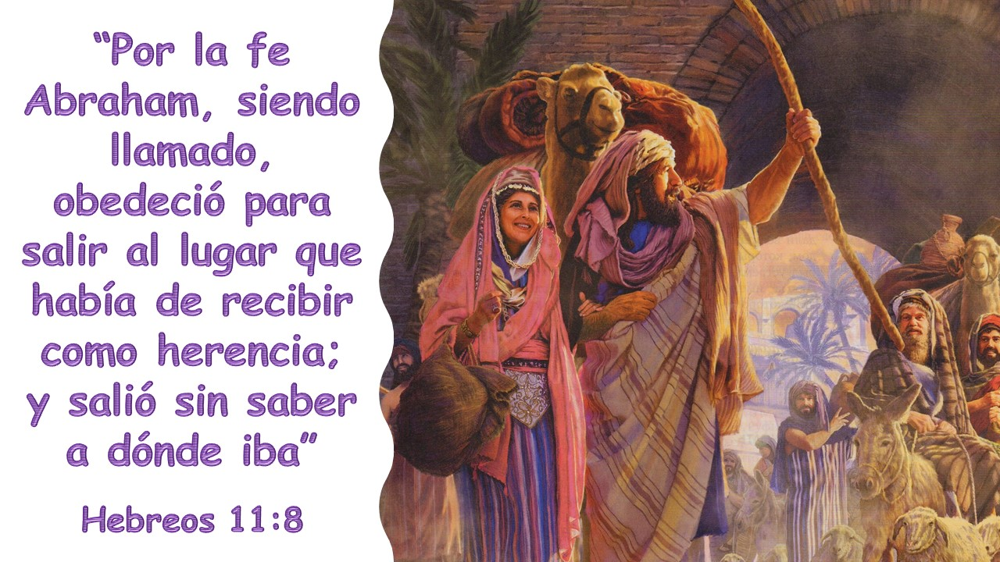 “Por la fe
Abraham, siendo
llamado,
obedeció para
salir al lugar que
había de recibir
como herencia;
y salió sin saber
a dónde iba”
Hebreos 11:8